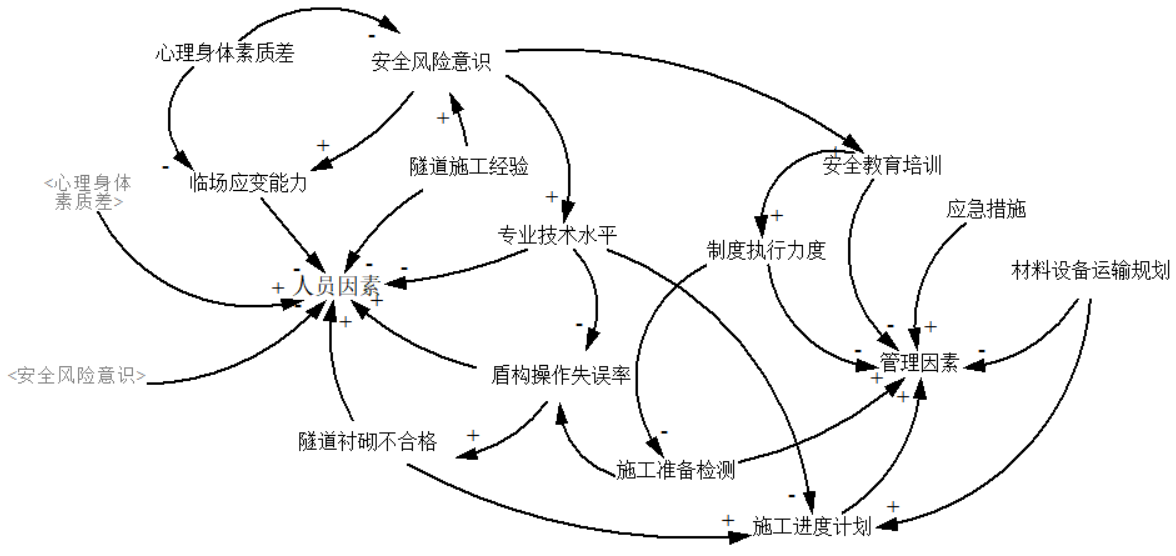 心理身体素质差
安全风险意识
隧道施工经验
安全教育培训
<心理身体
素质差>
临场应变能力
应急措施
专业技术水平
制度执行力度
材料设备运输规划
人员因素
管理因素
<安全风险意识>
盾构操作失误率
隧道衬砌不合格
施工准备检测
施工进度计划